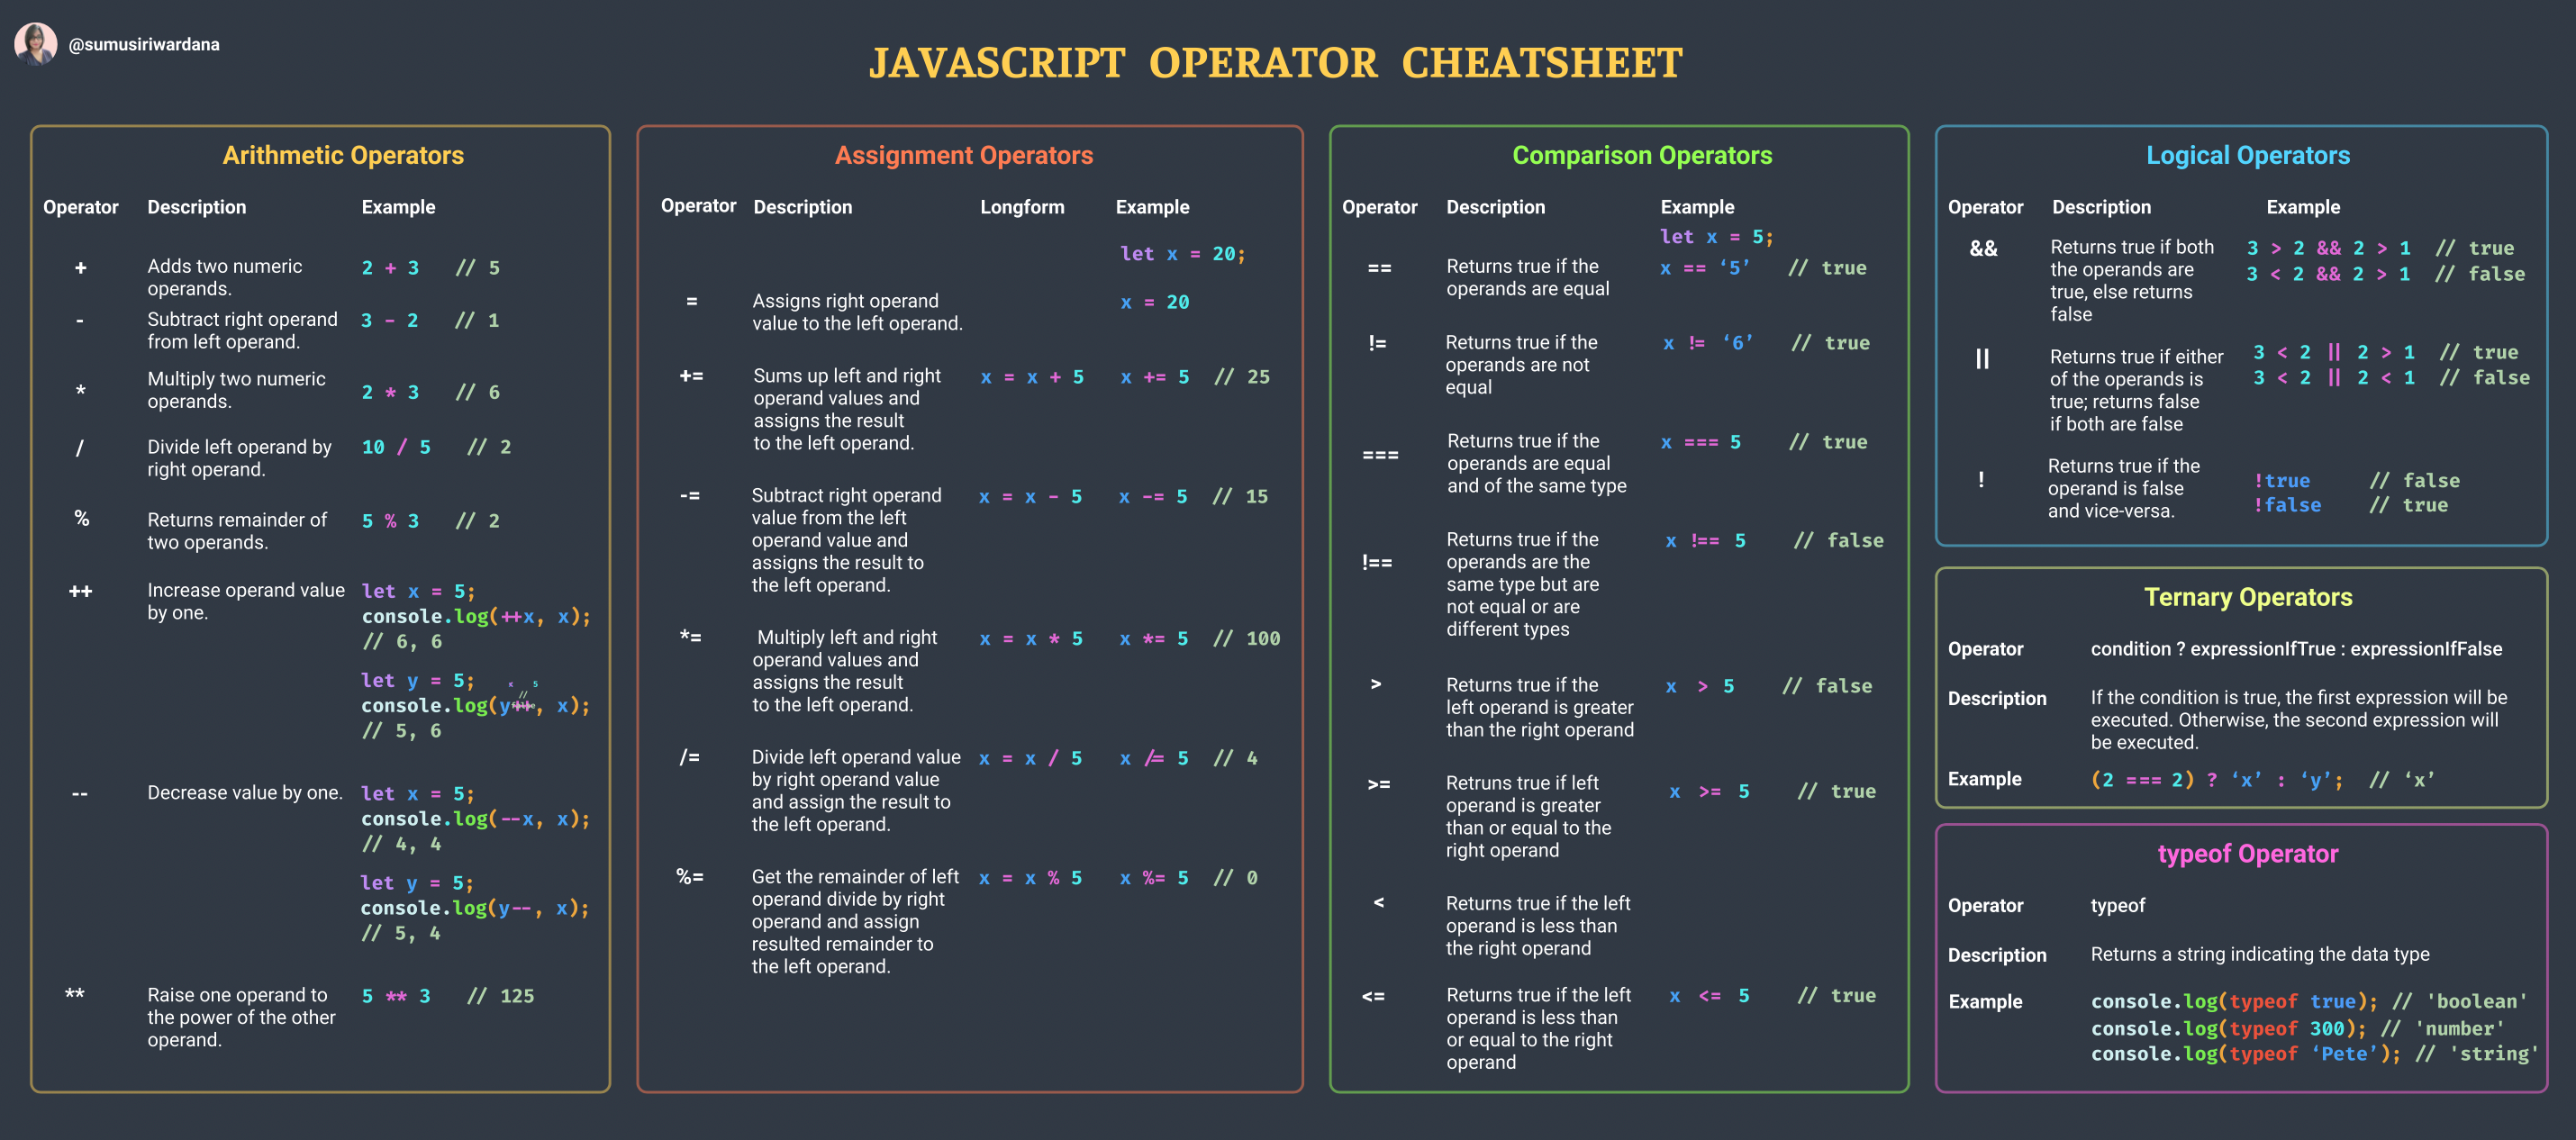 @sumusiriwardana
JAVASCRIPT OPERATOR CHEATSHEET
Arithmetic Operators
Operator Description Example
+ Adds two numeric 2 + 3 // 5
operands.
- Subtract right operand 3 - 2 // 1
from left operand.
* Multiply two numeric 2 * 3 // 6
operands.
/ Divide left operand by 10 / 5 // 2
right operand.
% Returns remainder of 5 % 3 // 2
two operands.
++ Increase operand value let x = 5;
by one. console.log(++x, x);
// 6, 6
let y = 5;
x 5
//
console.log(y++, x);
// 5, 6
-- Decrease value by one. let x = 5;
console.log(--x, x);
// 4, 4
let y = 5;
console.log(y--, x);
// 5, 4
** Raise one operand to 5 ** 3 // 125
the power of the other
operand.
Assignment Operators
Operator Description Longform Example
let x = 20;
= Assigns right operand x = 20
value to the left operand.
+= Sums up left and right x = x + 5 x += 5 // 25
operand values and
assigns the result
to the left operand.
-= Subtract right operand x = x - 5 x -= 5 // 15
value from the left
operand value and
assigns the result to
the left operand.
*= Multiply left and right x = x * 5 x *= 5 // 100
operand values and
assigns the result
to the left operand.
/= Divide left operand value x = x / 5 x /= 5 // 4
by right operand value
and assign the result to
the left operand.
%= Get the remainder of left x = x % 5 x %= 5 // 0
operand divide by right
operand and assign
resulted remainder to
the left operand.
Comparison Operators
Operator Description Example
let x = 5;
== Returns true if the x == ‘5’ // true
operands are equal
!= Returns true if the x != ‘6’ // true
operands are not
equal
=== Returns true if the x === 5 // true
operands are equal
and of the same type
!== Returns true if the x !== 5 // false
operands are the
same type but are
not equal or are
different types
> Returns true if the x > 5 // false
left operand is greater
than the right operand
>= Retruns true if left x >= 5 // true
operand is greater
than or equal to the
right operand
< Returns true if the left
operand is less than
the right operand
<= Returns true if the left x <= 5 // true
operand is less than
or equal to the right
operand
Logical Operators
Operator Description Example
&& Returns true if both 3 > 2 && 2 > 1 // true
the operands are 3 < 2 && 2 > 1 // false
true, else returns
false
|| Returns true if either 3 < 2 || 2 > 1 // true
of the operands is 3 < 2 || 2 < 1 // false
true; returns false
if both are false
! Returns true if the
operand is false !true // false
and vice-versa. !false // true
Ternary Operators
Operator condition ? expressionIfTrue : expressionIfFalse
Description If the condition is true, the first expression will be
executed. Otherwise, the second expression will
be executed.
Example (2 === 2) ? ‘x’ : ‘y’; // ‘x’
typeof Operator
Operator typeof
Description Returns a string indicating the data type
Example console.log(typeof true); // 'boolean'
console.log(typeof 300); // 'number'
console.log(typeof ‘Pete’); // 'string'